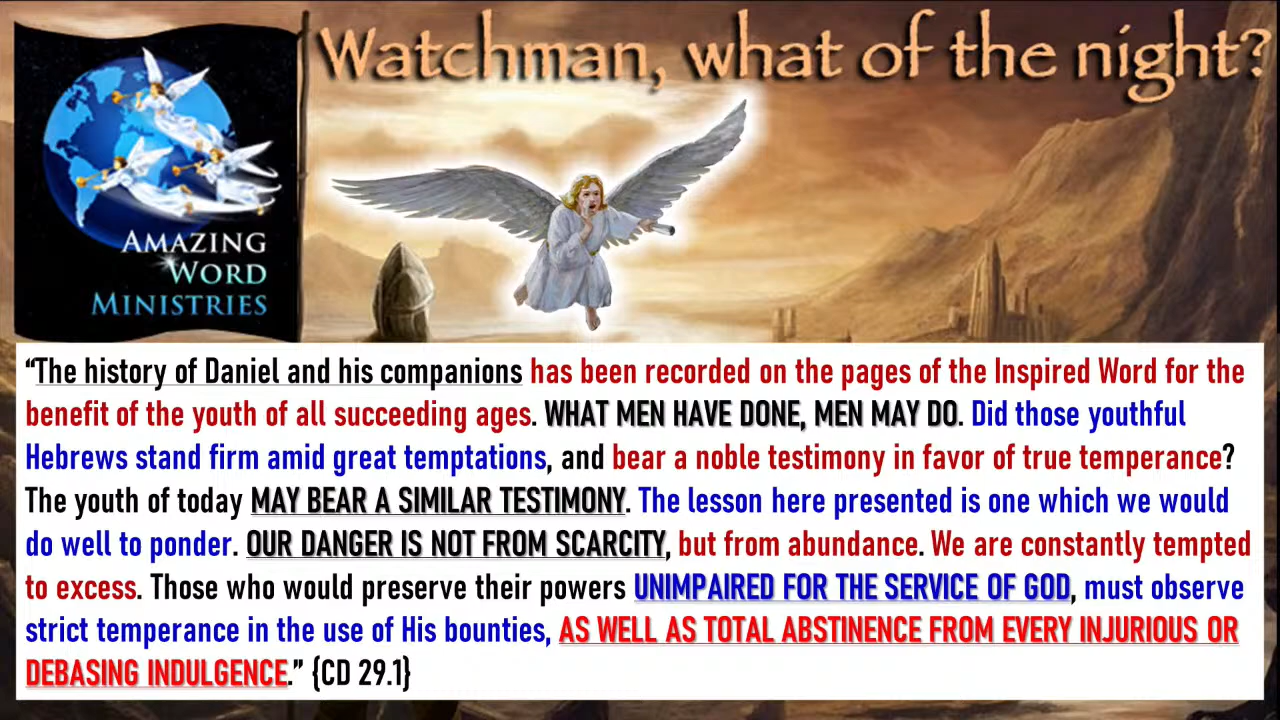 Watchman, what of the night?
AMAZING
WORD
MINISTRIES
“The history of Daniel and his companions has been recorded on the pages of the Inspired Word for the
benefit of the youth of all succeeding ages. WHAT MEN HAVE DONE, MEN MAY DO. Did those youthful
Hebrews stand firm amid great temptations, and bear a noble testimony in favor of true temperance?
The youth of today MAY BEAR A SIMILAR TESTIMONY. The lesson here presented is one which we would
do well to ponder. OUR DANGER IS NOT FROM SCARCITY, but from abundance. We are constantly tempted
to excess. Those who would preserve their powers UNIMPAIRED FOR THE SERVICE OF GOD, must observe
strict temperance in the use of His bounties, AS WELL AS TOTAL ABSTINENCE FROM EVERY INJURIOUS OR
DEBASING INDULGENCE.” {CD 29.1}